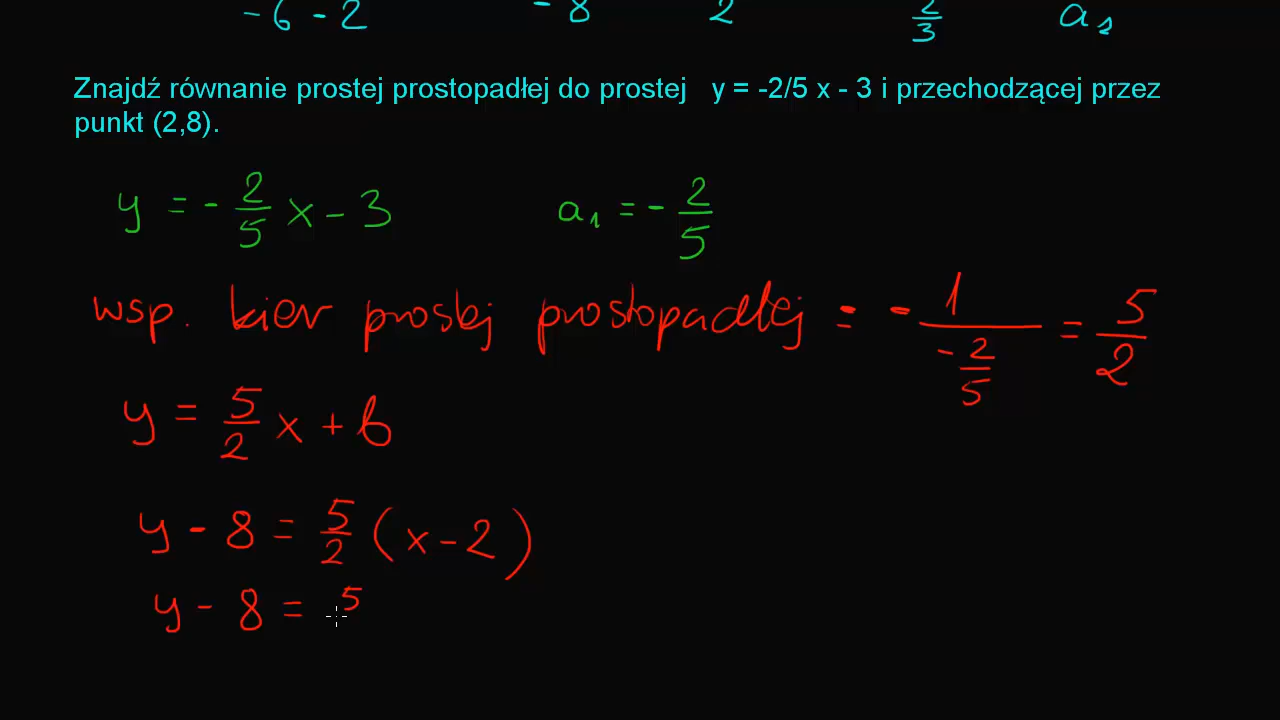 -6-2 -8 2 2/3 a₂
Znajdź równanie prostej prostopadłej do prostej y = -2/5 x - 3 i przechodzącej przez
punkt (2,8).
y = - 2/5 x - 3 a₁ = - 2/5
wsp. kier prostej prostopadłej = - 1/(- 2/5) = 5/2
y = 5/2 x + b
y - 8 = 5/2 (x - 2)
y - 8 = 5